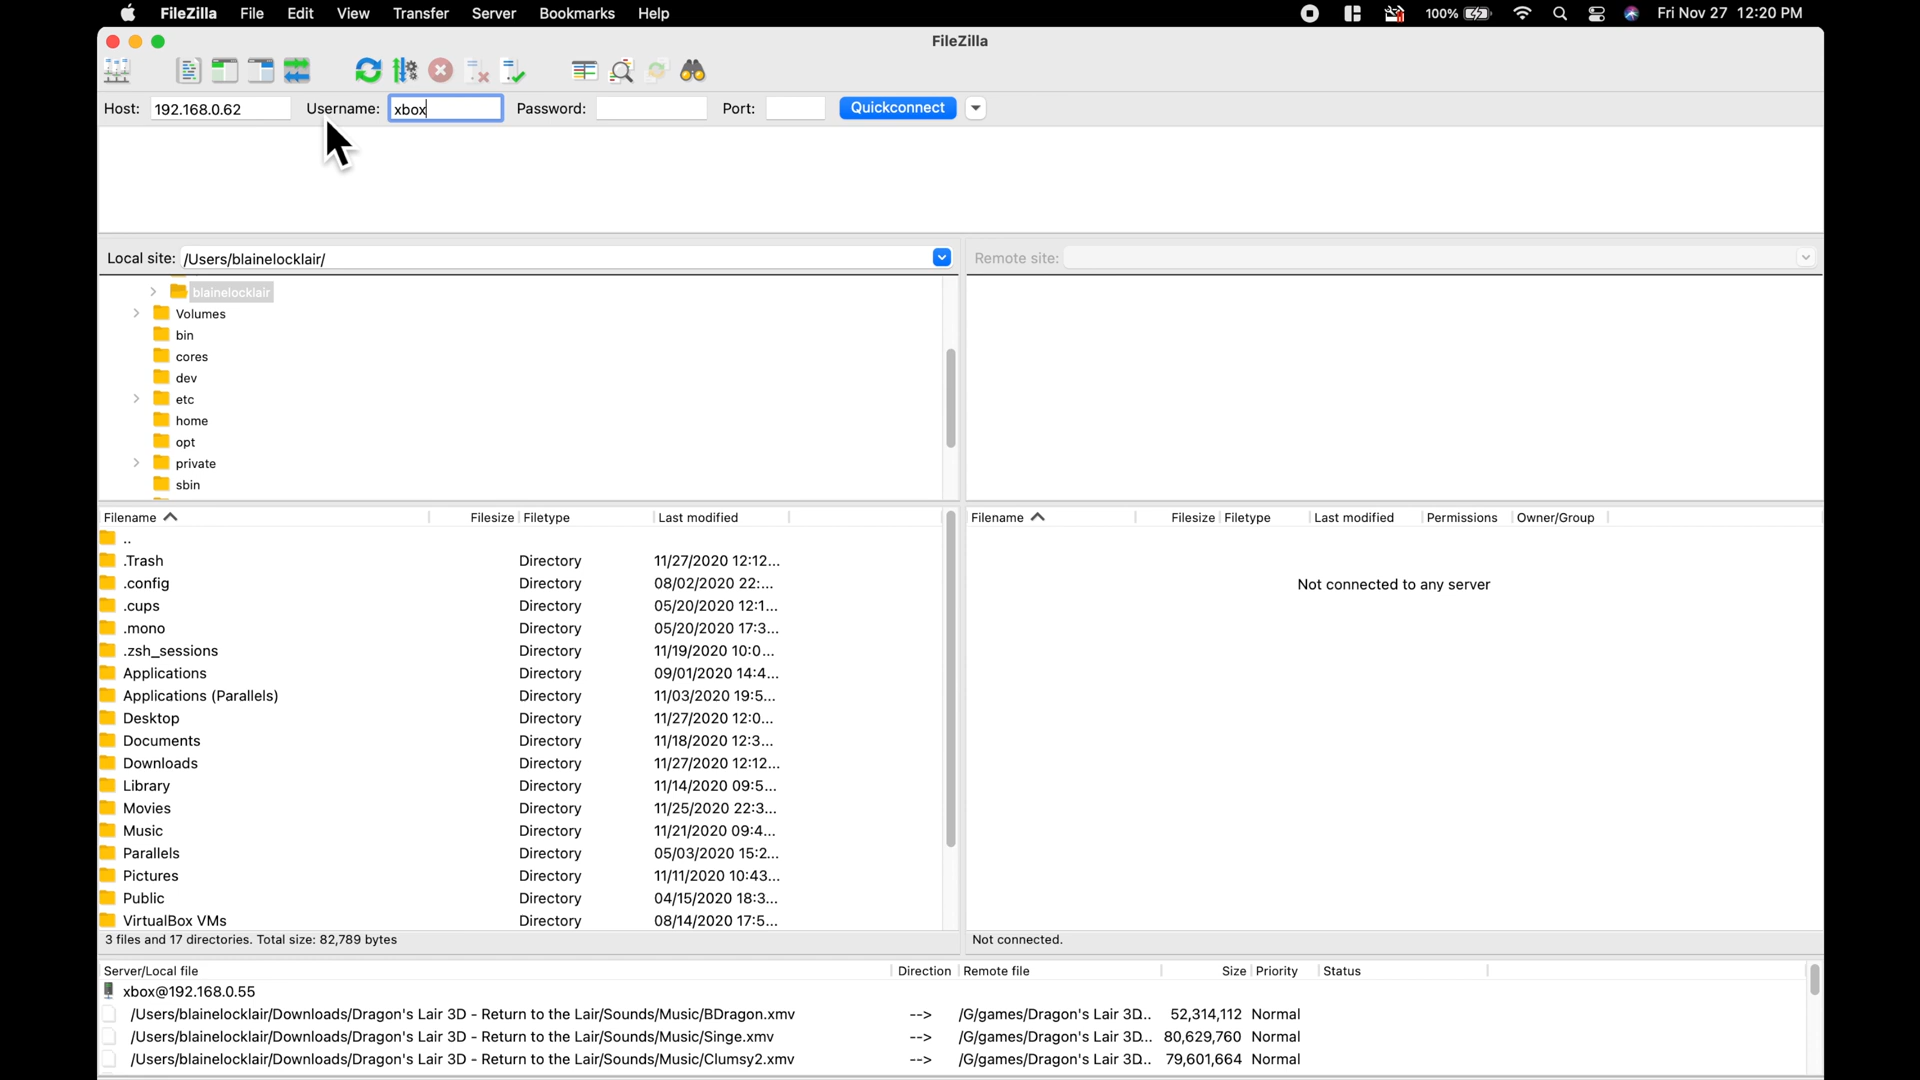 FileZilla File Edit View Transfer Server Bookmarks Help 100% Fri Nov 27 12:20 PM
FileZilla
Host: 192.168.0.62 Username: xbox Password: Port: Quickconnect
Local site: /Users/blainelocklair/ Remote site:
blainelocklair
Volumes
bin
cores
dev
etc
home
opt
private
sbin
Filename Filesize Filetype Last modified Filename Filesize Filetype Last modified Permissions Owner/Group
..
.Trash Directory 11/27/2020 12:12...
.config Directory 08/02/2020 22:...
Not connected to any server
.cups Directory 05/20/2020 12:1...
.mono Directory 05/20/2020 17:3...
.zsh_sessions Directory 11/19/2020 10:0...
Applications Directory 09/01/2020 14:4...
Applications (Parallels) Directory 11/03/2020 19:5...
Desktop Directory 11/27/2020 12:0...
Documents Directory 11/18/2020 12:3...
Downloads Directory 11/27/2020 12:12...
Library Directory 11/14/2020 09:5...
Movies Directory 11/25/2020 22:3...
Music Directory 11/21/2020 09:4...
Parallels Directory 05/03/2020 15:2...
Pictures Directory 11/11/2020 10:43...
Public Directory 04/15/2020 18:3...
VirtualBox VMs Directory 08/14/2020 17:5...
3 files and 17 directories. Total size: 82,789 bytes Not connected.
Server/Local file Direction Remote file Size Priority Status
xbox@192.168.0.55
/Users/blainelocklair/Downloads/Dragon's Lair 3D - Return to the Lair/Sounds/Music/BDragon.xmv --> /G/games/Dragon's Lair 3D... 52,314,112 Normal
/Users/blainelocklair/Downloads/Dragon's Lair 3D - Return to the Lair/Sounds/Music/Singe.xmv --> /G/games/Dragon's Lair 3D... 80,629,760 Normal
/Users/blainelocklair/Downloads/Dragon's Lair 3D - Return to the Lair/Sounds/Music/Clumsy2.xmv --> /G/games/Dragon's Lair 3D... 79,601,664 Normal